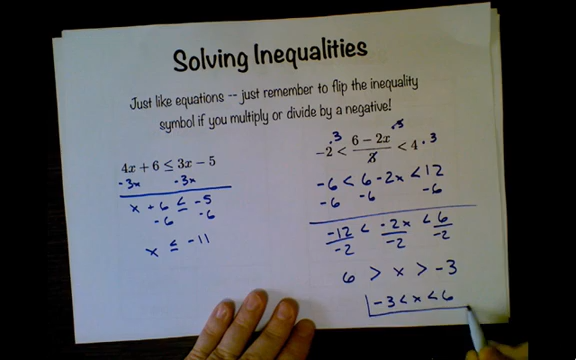 Solving Inequalities
Just like equations -- just remember to flip the inequality
symbol if you multiply or divide by a negative!
4x + 6 ≤ 3x − 5
-3x -3x
x + 6 ≤ -5
-6 -6
x ≤ -11
·3 ·3
−2 < (6 − 2x)/3 < 4 ·3
-6 < 6 - 2x < 12
-6 -6 -6
-12/-2 < -2x/-2 < 6/-2
6 > x > -3
-3 < x < 6